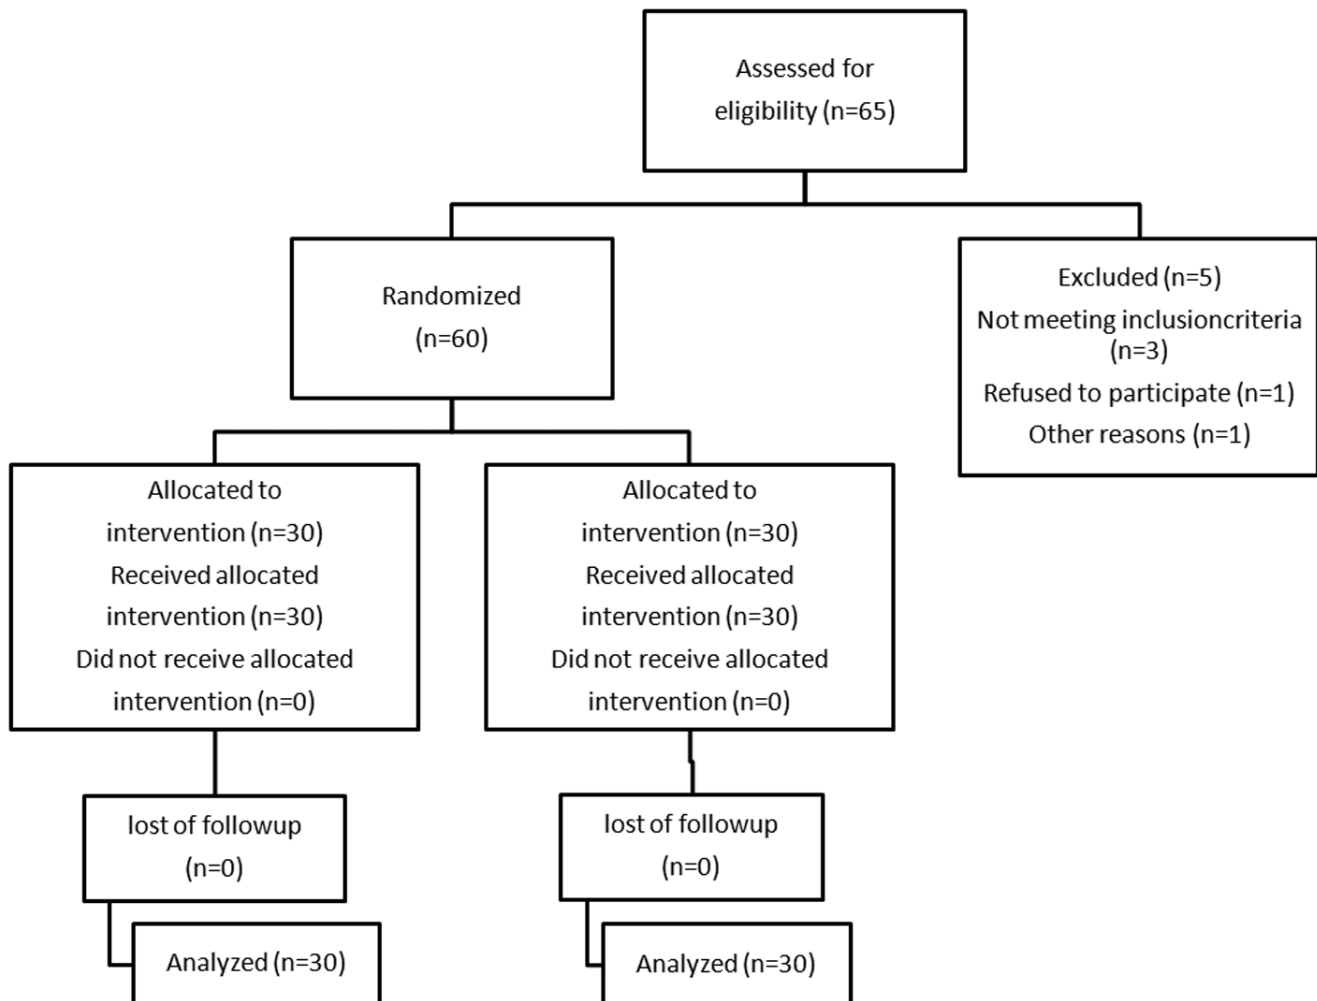 Assessed for
eligibility (n=65)
Randomized
(n=60)
Excluded (n=5)
Not meeting inclusioncriteria
(n=3)
Refused to participate (n=1)
Other reasons (n=1)
Allocated to
intervention (n=30)
Received allocated
intervention (n=30)
Did not receive allocated
intervention (n=0)
Allocated to
intervention (n=30)
Received allocated
intervention (n=30)
Did not receive allocated
intervention (n=0)
lost of followup
(n=0)
lost of followup
(n=0)
Analyzed (n=30)
Analyzed (n=30)